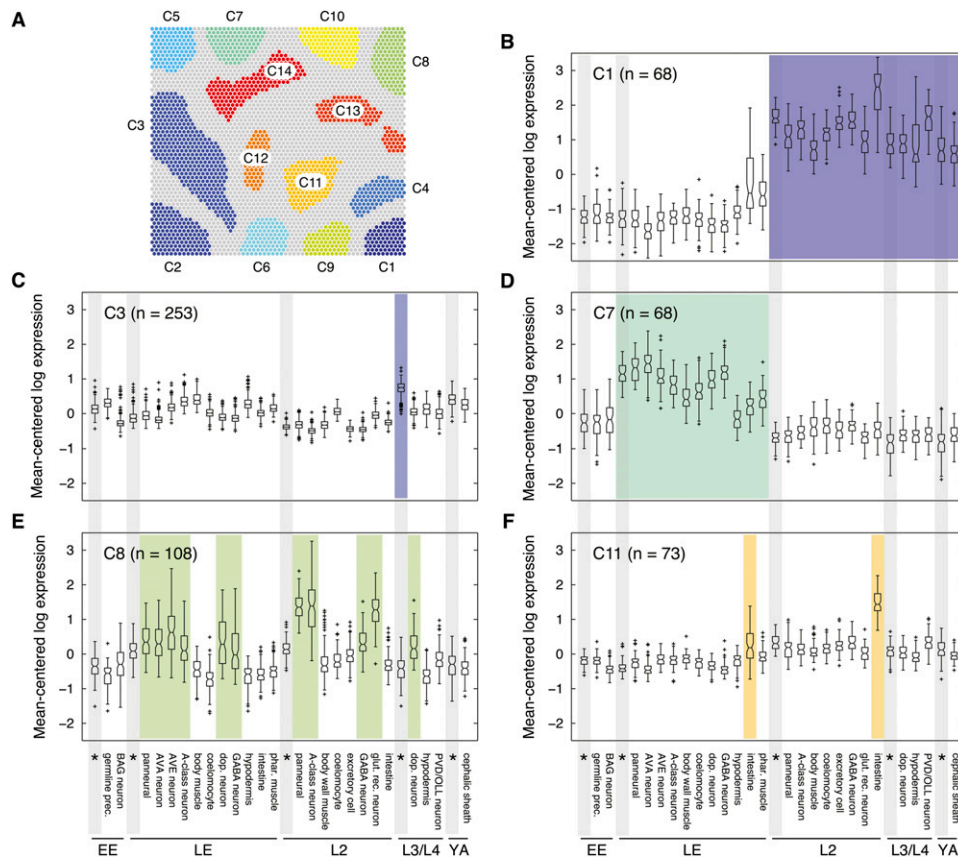 A
C5 C7 C10
C8
C14
C13
C3
C12
C11
C4
C2 C6 C9 C1
B
Mean-centered log expression
3
2
1
0
−1
−2
C1 (n = 68)
C
Mean-centered log expression
3
2
1
0
−1
−2
C3 (n = 253)
D
Mean-centered log expression
3
2
1
0
−1
−2
C7 (n = 68)
E
Mean-centered log expression
3
2
1
0
−1
−2
C8 (n = 108)
*
germline prec.
BAG neuron
*
panneural
AVA neuron
AVE neuron
A-class neuron
body muscle
coelomocyte
dop. neuron
GABA neuron
hypodermis
intestine
phar. muscle
*
panneural
A-class neuron
body wall muscle
coelomocyte
excretory cell
GABA neuron
glut. rec. neuron
intestine
*
dop. neuron
hypodermis
PVD/OLL neuron
*
cephalic sheath
EE LE L2 L3/L4 YA
F
Mean-centered log expression
3
2
1
0
−1
−2
C11 (n = 73)
*
germline prec.
BAG neuron
*
panneural
AVA neuron
AVE neuron
A-class neuron
body wall muscle
coelomocyte
dop. neuron
GABA neuron
hypodermis
intestine
phar. muscle
*
panneural
A-class neuron
body muscle
coelomocyte
excretory cell
GABA neuron
glut. rec. neuron
intestine
*
dop. neuron
hypodermis
PVD/OLL neuron
*
cephalic sheath
EE LE L2 L3/L4 YA